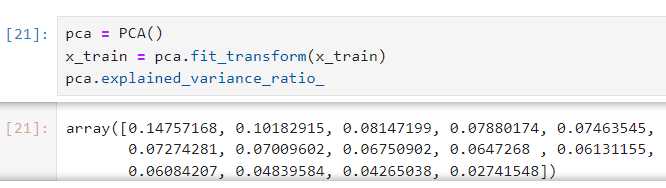 [21]: pca = PCA()
x_train = pca.fit_transform(x_train)
pca.explained_variance_ratio_
[21]: array([0.14757168, 0.10182915, 0.08147199, 0.07880174, 0.07463545,
0.07274281, 0.07009602, 0.06750902, 0.0647268 , 0.06131155,
0.06084207, 0.04839584, 0.04265038, 0.02741548])